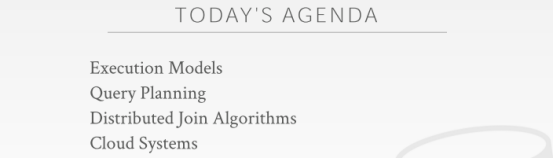 TODAY'S AGENDA
Execution Models
Query Planning
Distributed Join Algorithms
Cloud Systems